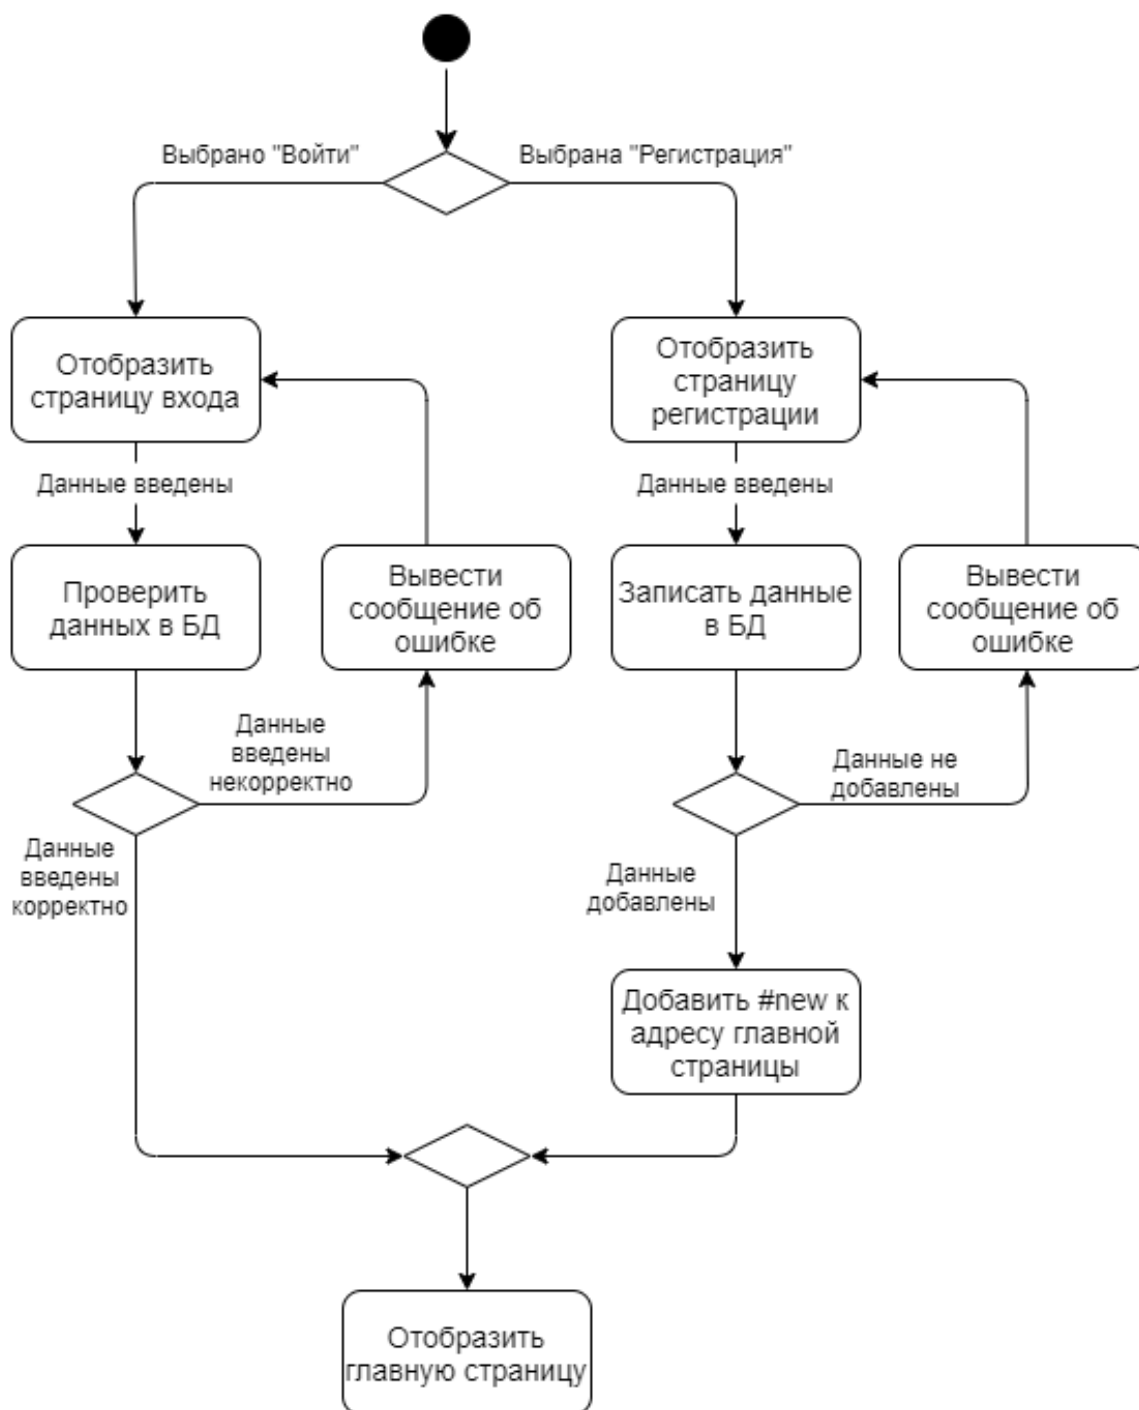 Выбрано "Войти"
Выбрана "Регистрация"
Отобразить
страницу входа
Отобразить
страницу
регистрации
Данные введены
Данные введены
Проверить
данных в БД
Вывести
сообщение об
ошибке
Записать данные
в БД
Вывести
сообщение об
ошибке
Данные
введены
некорректно
Данные не
добавлены
Данные
введены
корректно
Данные
добавлены
Добавить #new к
адресу главной
страницы
Отобразить
главную страницу